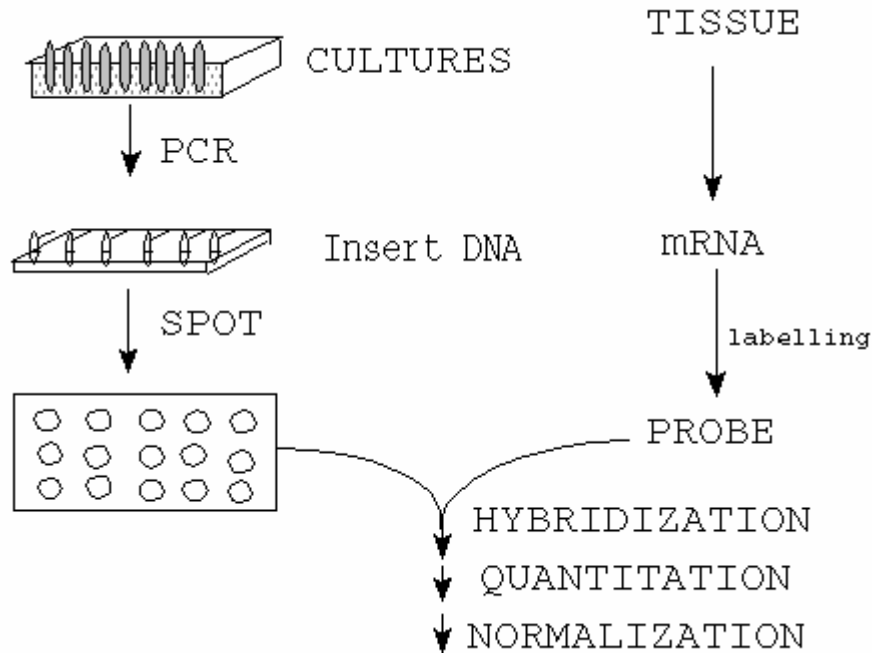 TISSUE
CULTURES
PCR
Insert DNA
mRNA
SPOT
labelling
PROBE
HYBRIDIZATION
QUANTITATION
NORMALIZATION